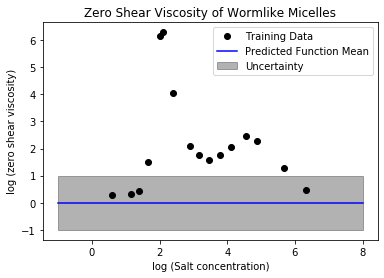 Zero Shear Viscosity of Wormlike Micelles
Training Data
Predicted Function Mean
Uncertainty
log (zero shear viscosity)
6
5
4
3
2
1
0
−1
0 2 4 6 8
log (Salt concentration)